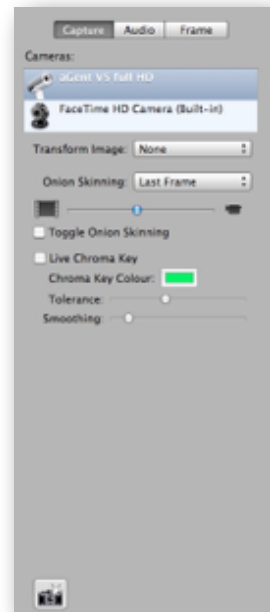 Capture Audio Frame
Cameras:
aGent V5 full HD
FaceTime HD Camera (Built-in)
Transform Image: None
Onion Skinning: Last Frame
Toggle Onion Skinning
Live Chroma Key
Chroma Key Colour:
Tolerance:
Smoothing: